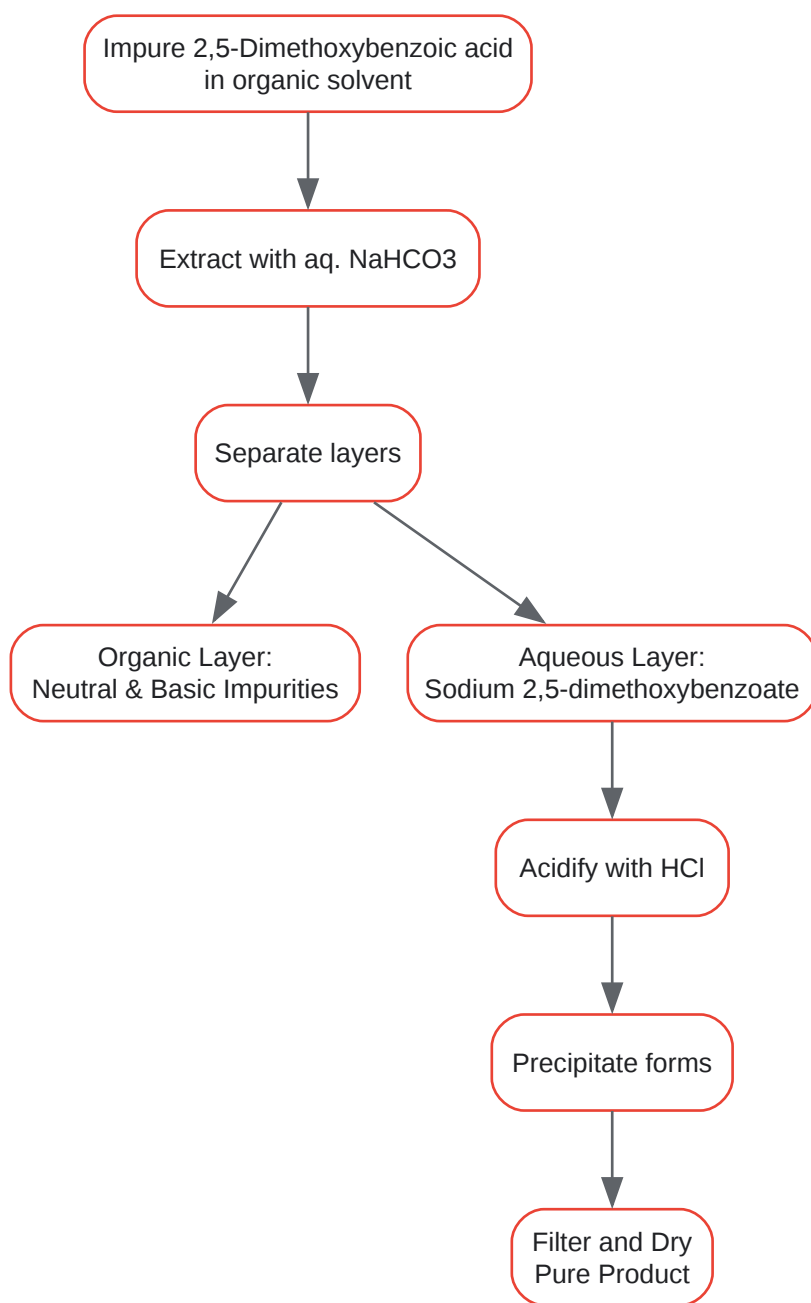 Impure 2,5-Dimethoxybenzoic acid
in organic solvent
Extract with aq. NaHCO3
Separate layers
Organic Layer:
Neutral & Basic Impurities
Aqueous Layer:
Sodium 2,5-dimethoxybenzoate
Acidify with HCl
Precipitate forms
Filter and Dry
Pure Product